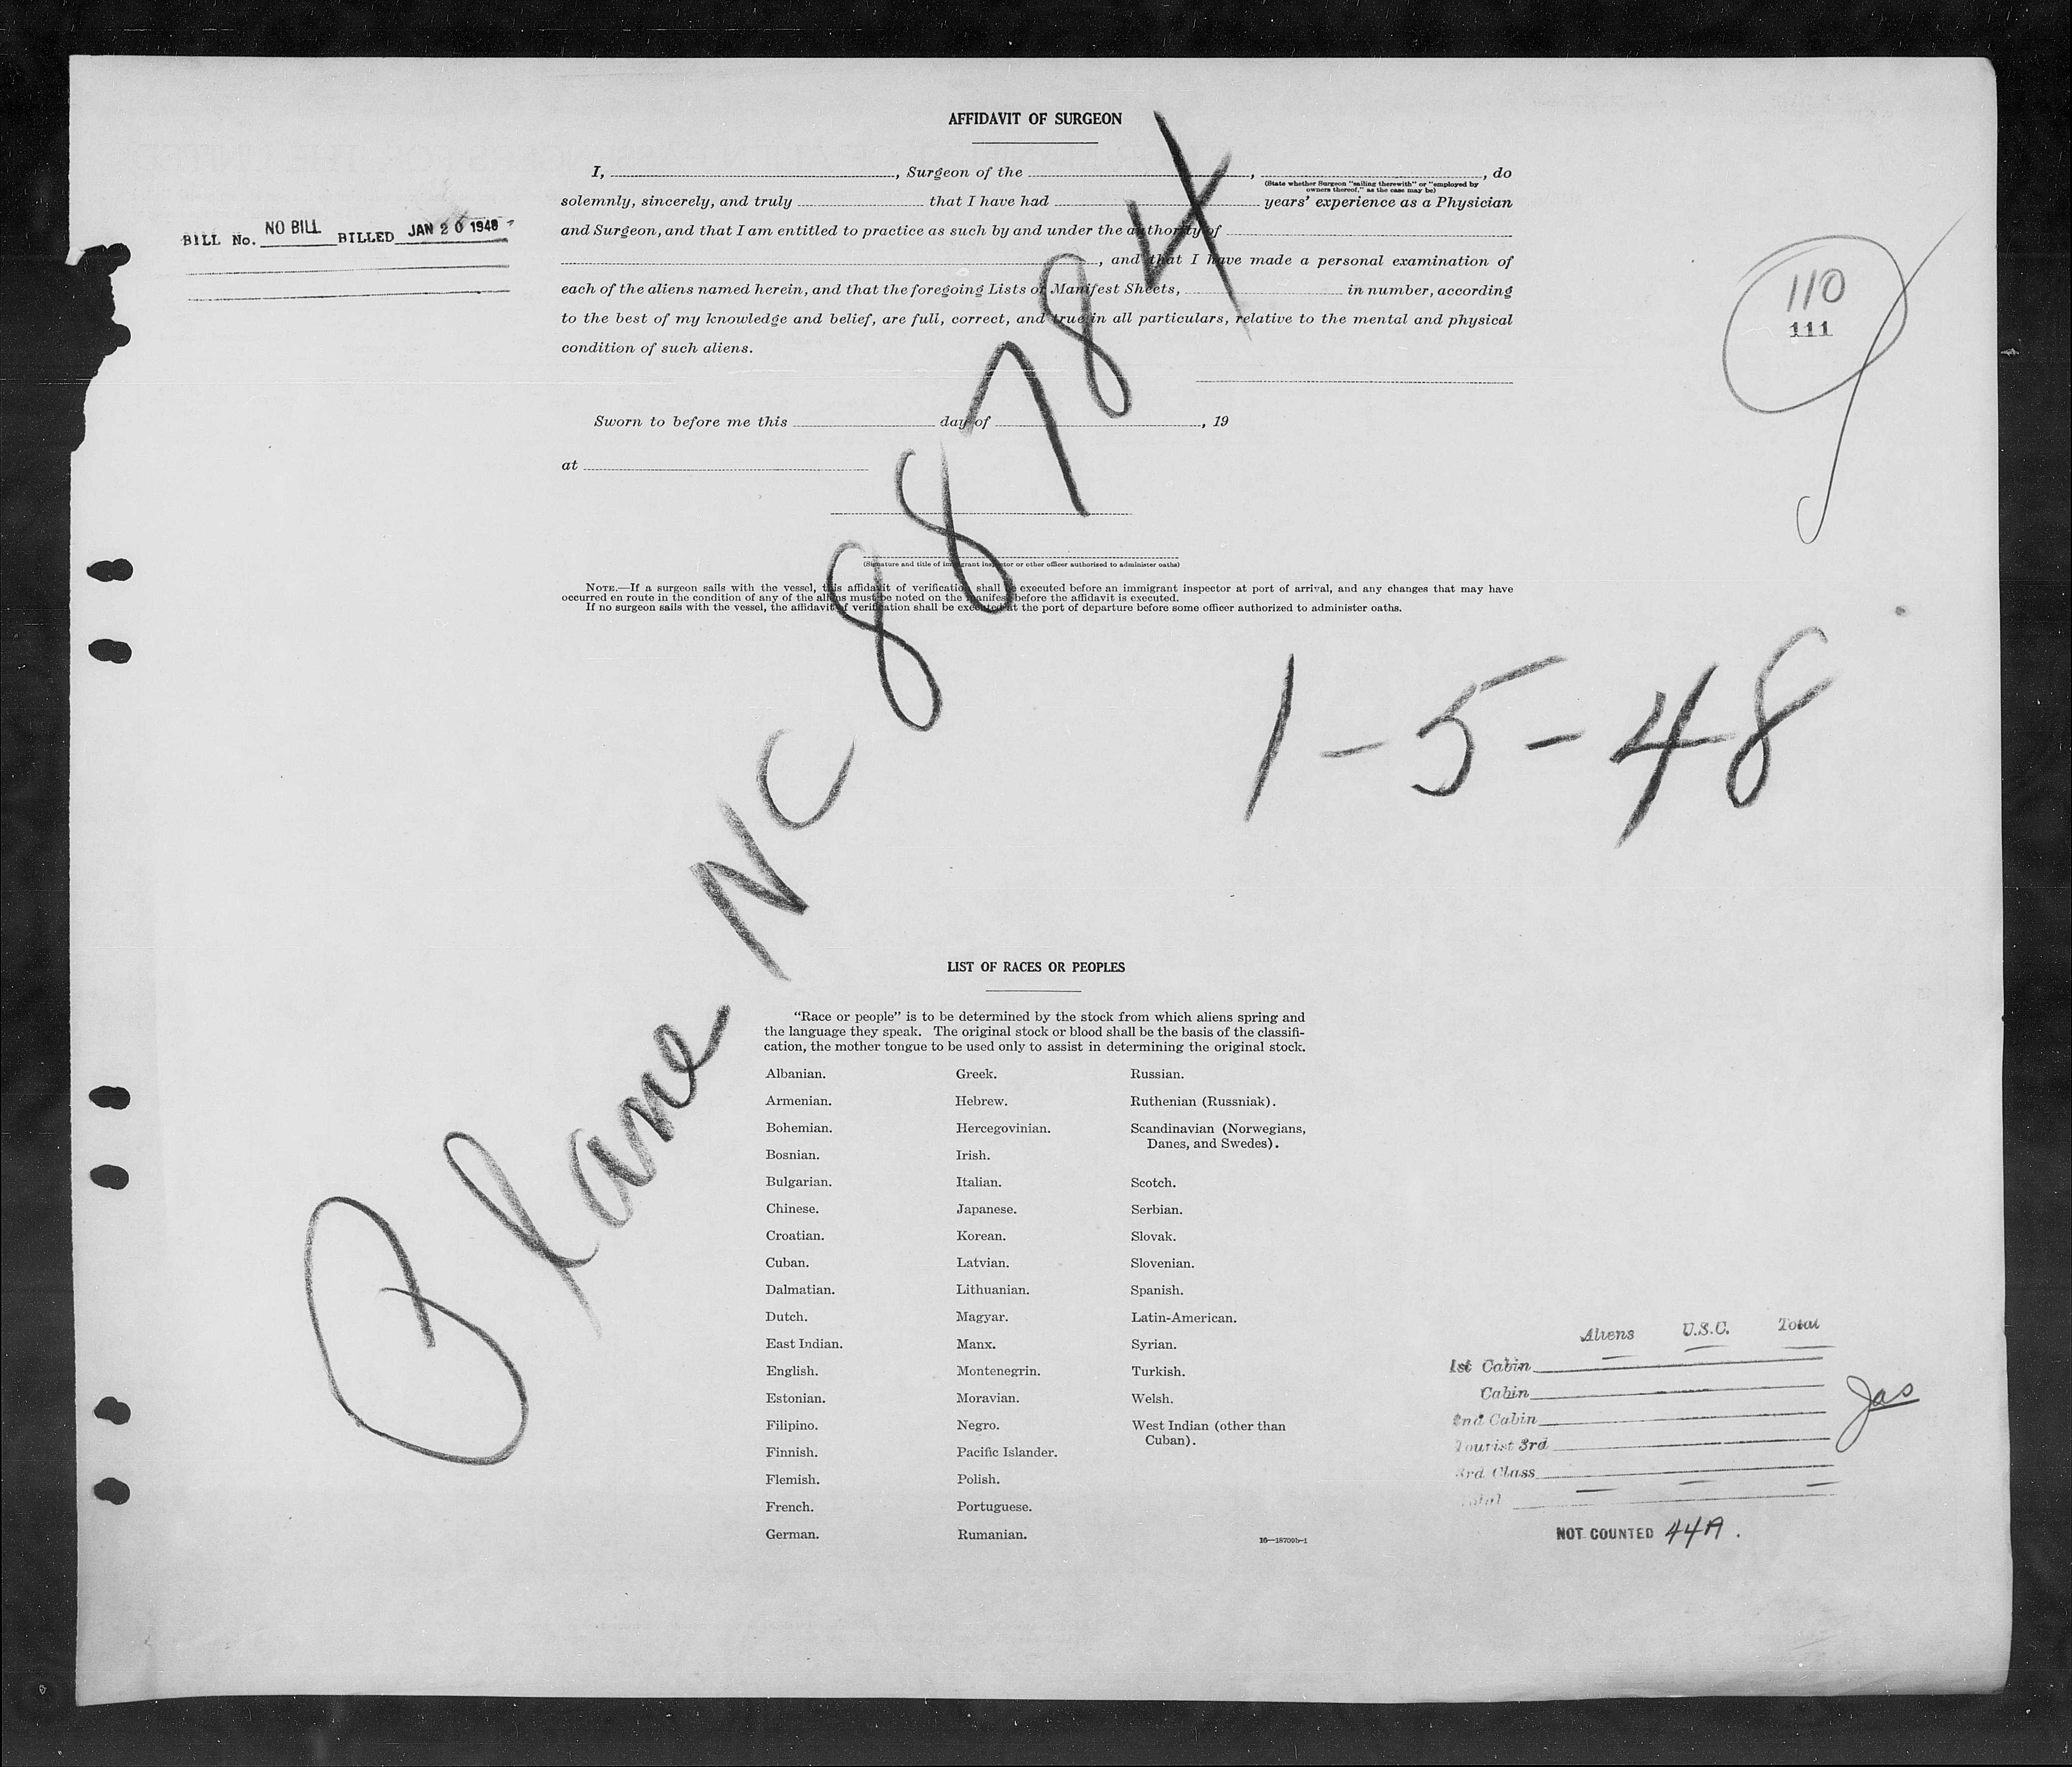 AFFIDAVIT OF SURGEON
I, , Surgeon of the , , do
(State whether Surgeon "sailing therewith" or "employed by
owners thereof," as the case may be)
solemnly, sincerely, and truly that I have had years' experience as a Physician
and Surgeon, and that I am entitled to practice as such by and under the authority of
, and that I have made a personal examination of
each of the aliens named herein, and that the foregoing Lists or Manifest Sheets, in number, according
to the best of my knowledge and belief, are full, correct, and true in all particulars, relative to the mental and physical
condition of such aliens.
Sworn to before me this day of , 19
at
(Signature and title of immigrant inspector or other officer authorized to administer oaths)
NOTE.—If a surgeon sails with the vessel, this affidavit of verification shall be executed before an immigrant inspector at port of arrival, and any changes that may have
occurred en route in the condition of any of the aliens must be noted on the manifest before the affidavit is executed.
If no surgeon sails with the vessel, the affidavit of verification shall be executed at the port of departure before some officer authorized to administer oaths.
BILL No. NO BILL BILLED JAN 20 1948
110
111
Plane NC 88784
1-5-48
LIST OF RACES OR PEOPLES
"Race or people" is to be determined by the stock from which aliens spring and
the language they speak. The original stock or blood shall be the basis of the classifi-
cation, the mother tongue to be used only to assist in determining the original stock.
Albanian.
Armenian.
Bohemian.
Bosnian.
Bulgarian.
Chinese.
Croatian.
Cuban.
Dalmatian.
Dutch.
East Indian.
English.
Estonian.
Filipino.
Finnish.
Flemish.
French.
German.
Greek.
Hebrew.
Hercegovinian.
Irish.
Italian.
Japanese.
Korean.
Latvian.
Lithuanian.
Magyar.
Manx.
Montenegrin.
Moravian.
Negro.
Pacific Islander.
Polish.
Portuguese.
Rumanian.
Russian.
Ruthenian (Russniak).
Scandinavian (Norwegians,
Danes, and Swedes).
Scotch.
Serbian.
Slovak.
Slovenian.
Spanish.
Latin-American.
Syrian.
Turkish.
Welsh.
West Indian (other than
Cuban).
16—18709b-1
Aliens U.S.C. Total
1st Cabin
Cabin
2nd Cabin
Tourist 3rd
3rd Class
Total
Jas
NOT COUNTED 44A.